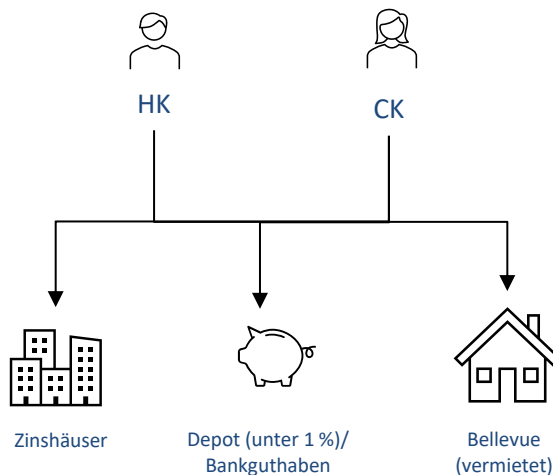 HK
CK
Zinshäuser
Depot (unter 1 %)/
Bankguthaben
Bellevue
(vermietet)